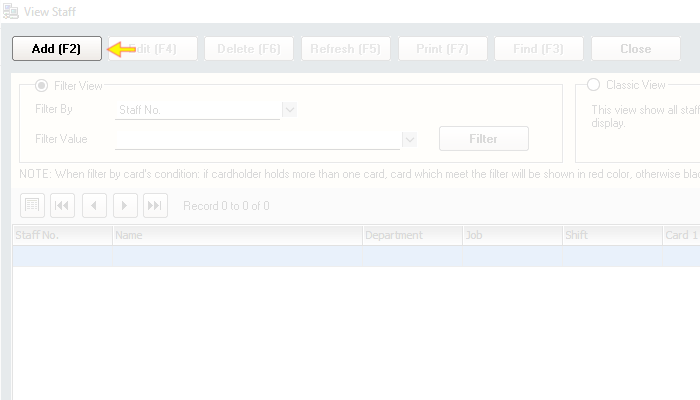 View Staff
Add (F2) Edit (F4) Delete (F6) Refresh (F5) Print (F7) Find (F3) Close
Filter View Classic View
Filter By Staff No. This view show all staff
display.
Filter Value Filter
NOTE: When filter by card's condition: if cardholder holds more than one card, card which meet the filter will be shown in red color, otherwise blac
Record 0 to 0 of 0
Staff No. Name Department Job Shift Card 1